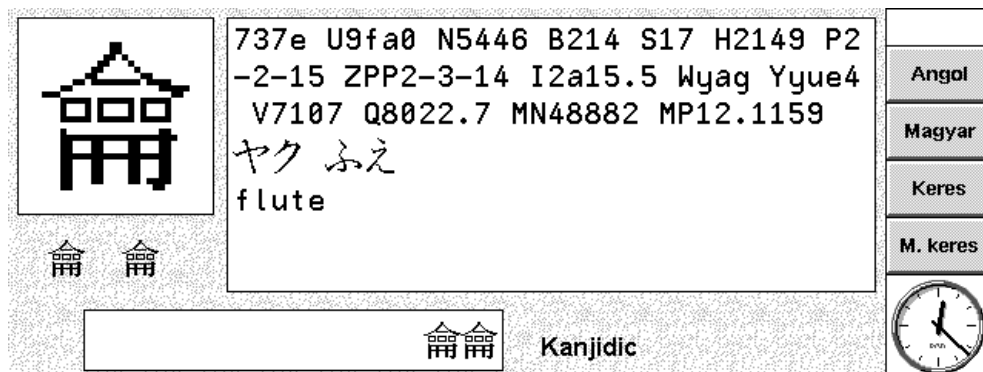 龠
737e U9fa0 N5446 B214 S17 H2149 P2
-2-15 ZPP2-3-14 I2a15.5 Wyag Yyue4
V7107 Q8022.7 MN48882 MP12.1159
ヤク ふえ
flute
龠 龠
龠龠
Kanjidic
Angol
Magyar
Keres
M. keres